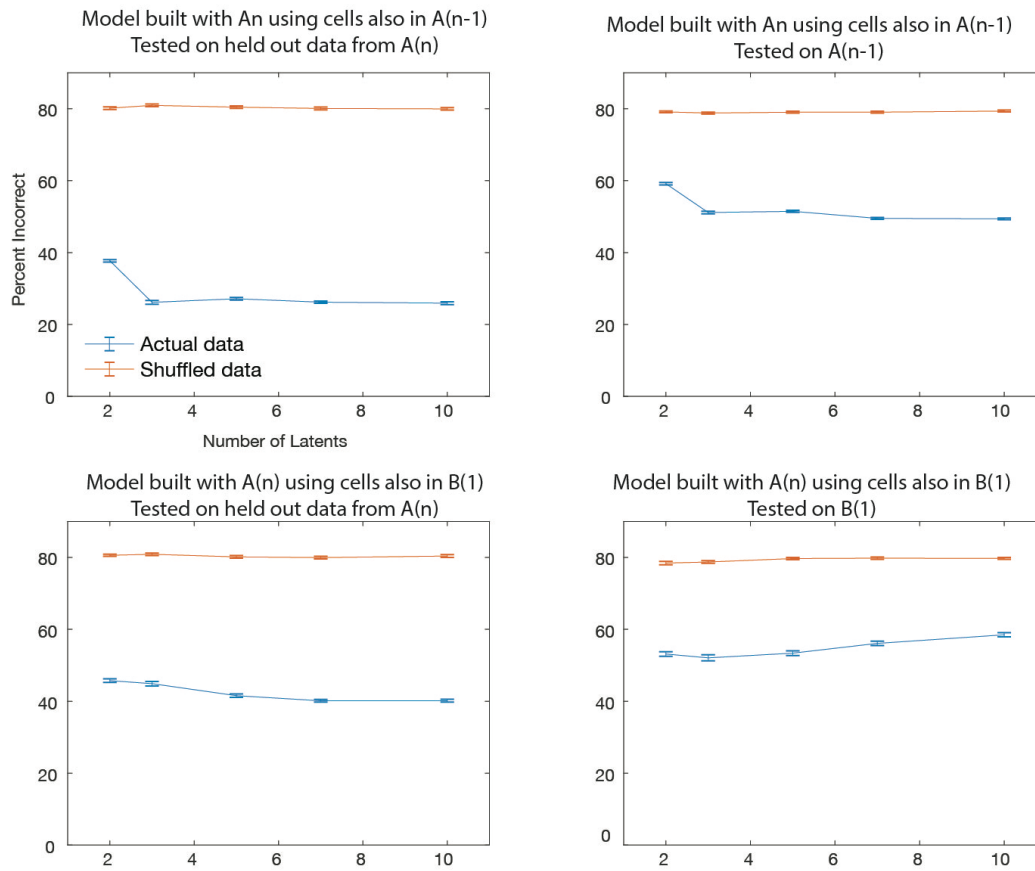 Model built with An using cells also in A(n-1)
Tested on held out data from A(n)
80
60
40
20
0
Percent Incorrect
Actual data
Shuffled data
2 4 6 8 10
Number of Latents
Model built with An using cells also in A(n-1)
Tested on A(n-1)
80
60
40
20
0
2 4 6 8 10
Model built with A(n) using cells also in B(1)
Tested on held out data from A(n)
80
60
40
20
0
2 4 6 8 10
Model built with A(n) using cells also in B(1)
Tested on B(1)
80
60
40
20
0
2 4 6 8 10